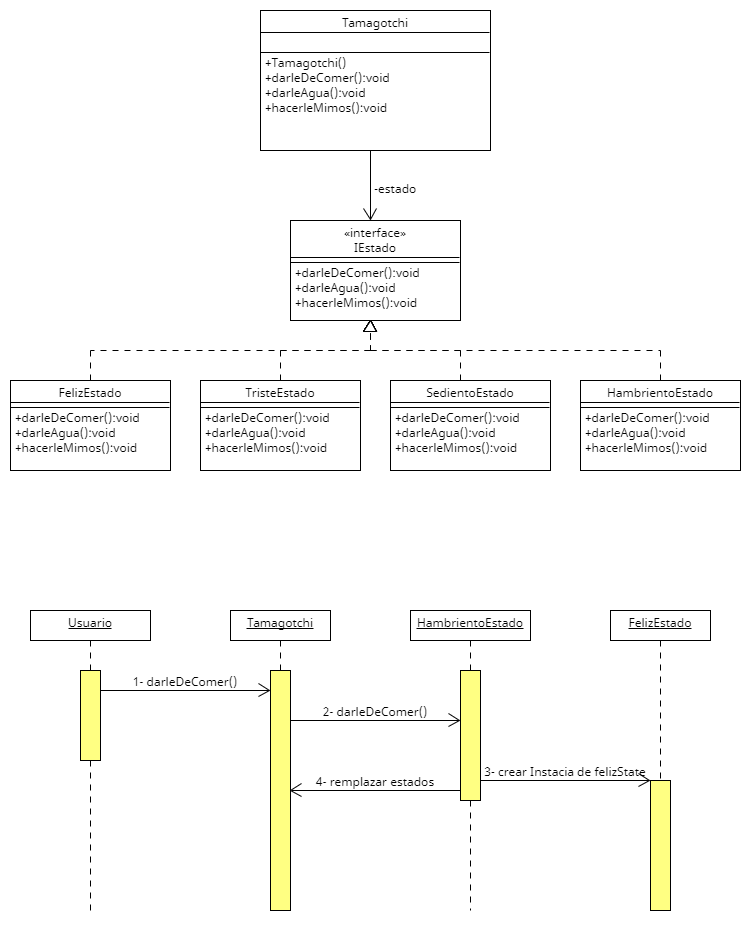 Tamagotchi
+Tamagotchi()
+darleDeComer():void
+darleAgua():void
+hacerleMimos():void
-estado
«interface»
IEstado
+darleDeComer():void
+darleAgua():void
+hacerleMimos():void
FelizEstado
+darleDeComer():void
+darleAgua():void
+hacerleMimos():void
TristeEstado
+darleDeComer():void
+darleAgua():void
+hacerleMimos():void
SedientoEstado
+darleDeComer():void
+darleAgua():void
+hacerleMimos():void
HambrientoEstado
+darleDeComer():void
+darleAgua():void
+hacerleMimos():void
Usuario
Tamagotchi
HambrientoEstado
FelizEstado
1- darleDeComer()
2- darleDeComer()
3- crear Instacia de felizState
4- remplazar estados